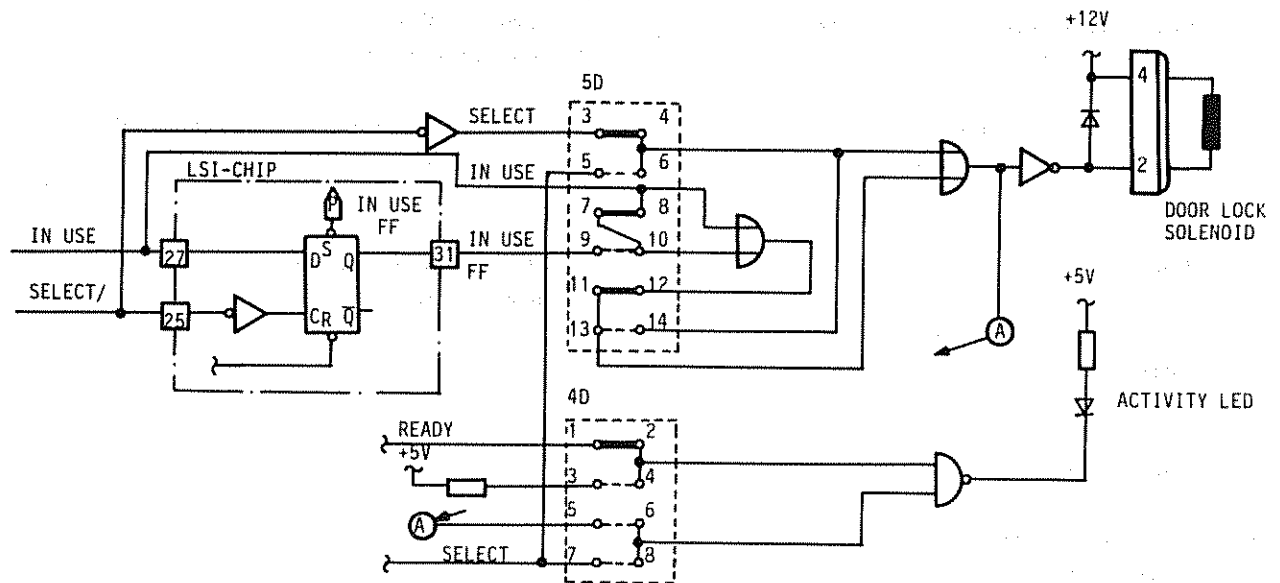 +12V
5D
4
SELECT
3 4
2
5 6
LSI-CHIP
IN USE
P
IN USE
FF
7 8
DOOR LOCK
SOLENOID
IN USE
27
D S Q
31
IN USE
FF
9 10
SELECT/
25
C R Q
11 12
+5V
13 14
A
4D
ACTIVITY LED
READY
1 2
+5V
3 4
A
5 6
SELECT
7 8